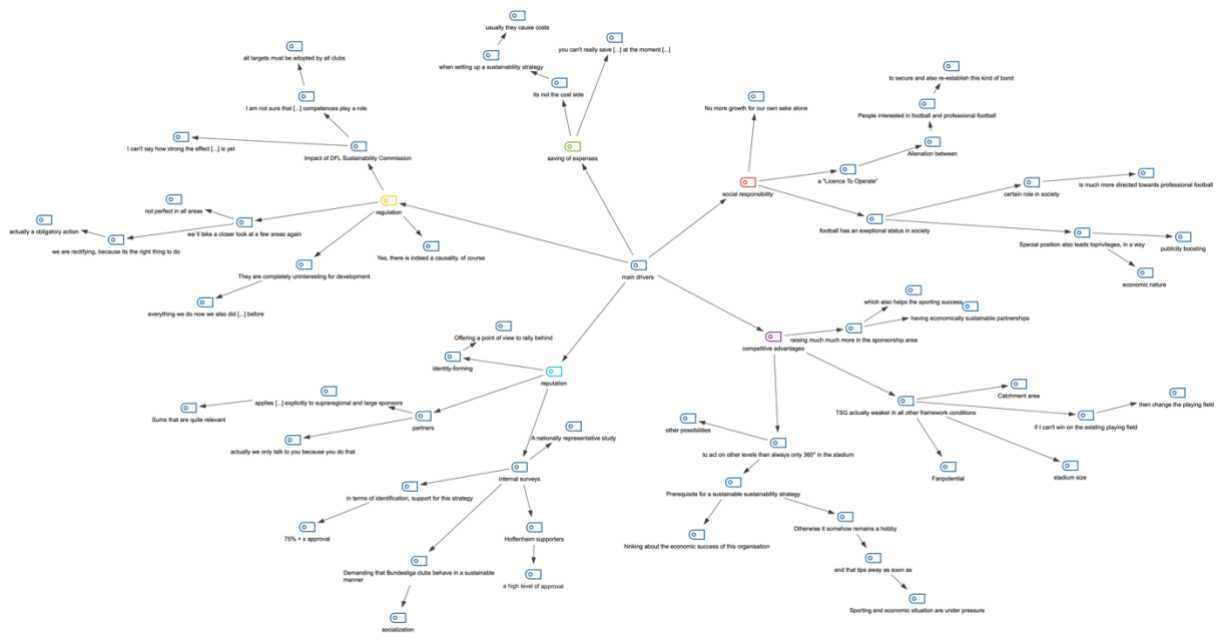 usually they cause costs
you can't really save [...] at the moment [...]
all targets must be adopted by all clubs
when setting up a sustainability strategy
to secure and also re-establish this kind of bond
its not the cost side
I am not sure that [...] competences play a role
No more growth for our own sake alone
People interested in football and professional football
I can't say how strong the effect [...] is yet
Impact of DFL Sustainability Commission
saving of expenses
Alienation between
a "Licence To Operate"
social responsibility
certain role in society
is much more directed towards professional football
not perfect in all areas
regulation
actually a obligatory action
we'll take a closer look at a few areas again
football has an exeptional status in society
we are rectifying, because its the right thing to do
Yes, there is indeed a causality, of course
Special position also leads toprivileges, in a way
publicity boosting
They are completely uninteresting for development
main drivers
economic nature
everything we do now we also did [...] before
which also helps the sporting success
having economically sustainable partnerships
Offering a point of view to rally behind
raising much much more in the sponsorship area
competitive advantages
identity-forming
reputation
Catchment area
applies [...] explicitly to supraregional and large sponsors
then change the playing field
Sums that are quite relevant
partners
TSG actually weaker in all other framework conditions
if I can't win on the existing playing field
other possibilities
A nationally representative study
actually we only talk to you because you do that
to act on other levels than always only 360° in the stadium
internal surveys
Fanpotential
stadium size
in terms of identification, support for this strategy
Prerequisite for a sustainable sustainability strategy
Otherwise it somehow remains a hobby
75% + x approval
Hoffenheim supporters
hinking about the economic success of this organisation
Demanding that Bundesliga clubs behave in a sustainable
manner
and that tips away as soon as
a high level of approval
Sporting and economic situation are under pressure
socialization